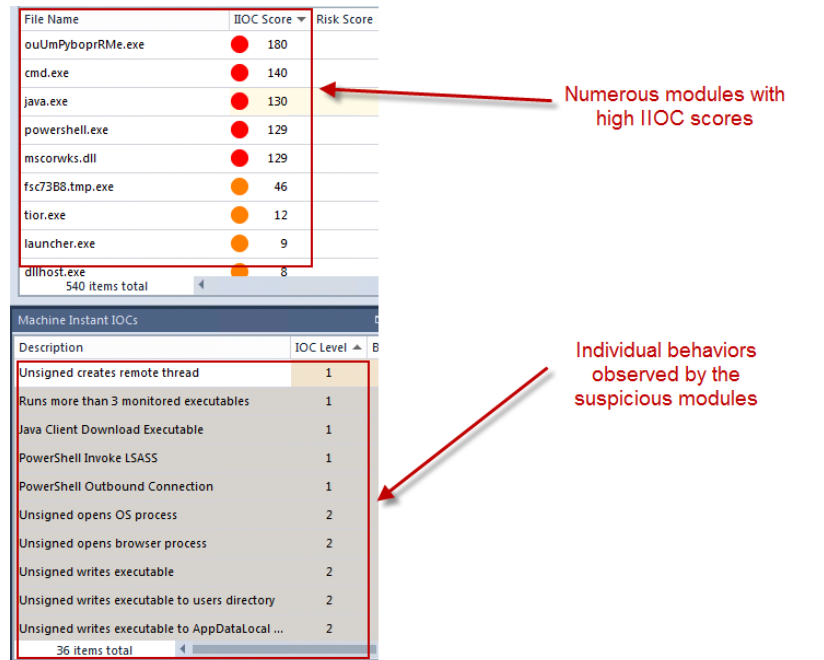 File Name IIOC Score Risk Score
ouUmPyboprRMe.exe 180
cmd.exe 140
java.exe 130
powershell.exe 129
mscorwks.dll 129
fsc73B8.tmp.exe 46
tior.exe 12
launcher.exe 9
dllhost.exe 8
540 items total
Numerous modules with
high IIOC scores
Machine Instant IOCs
Description IOC Level B
Unsigned creates remote thread 1
Runs more than 3 monitored executables 1
Java Client Download Executable 1
PowerShell Invoke LSASS 1
PowerShell Outbound Connection 1
Unsigned opens OS process 2
Unsigned opens browser process 2
Unsigned writes executable 2
Unsigned writes executable to users directory 2
Unsigned writes executable to AppDataLocal ... 2
36 items total
Individual behaviors
observed by the
suspicious modules